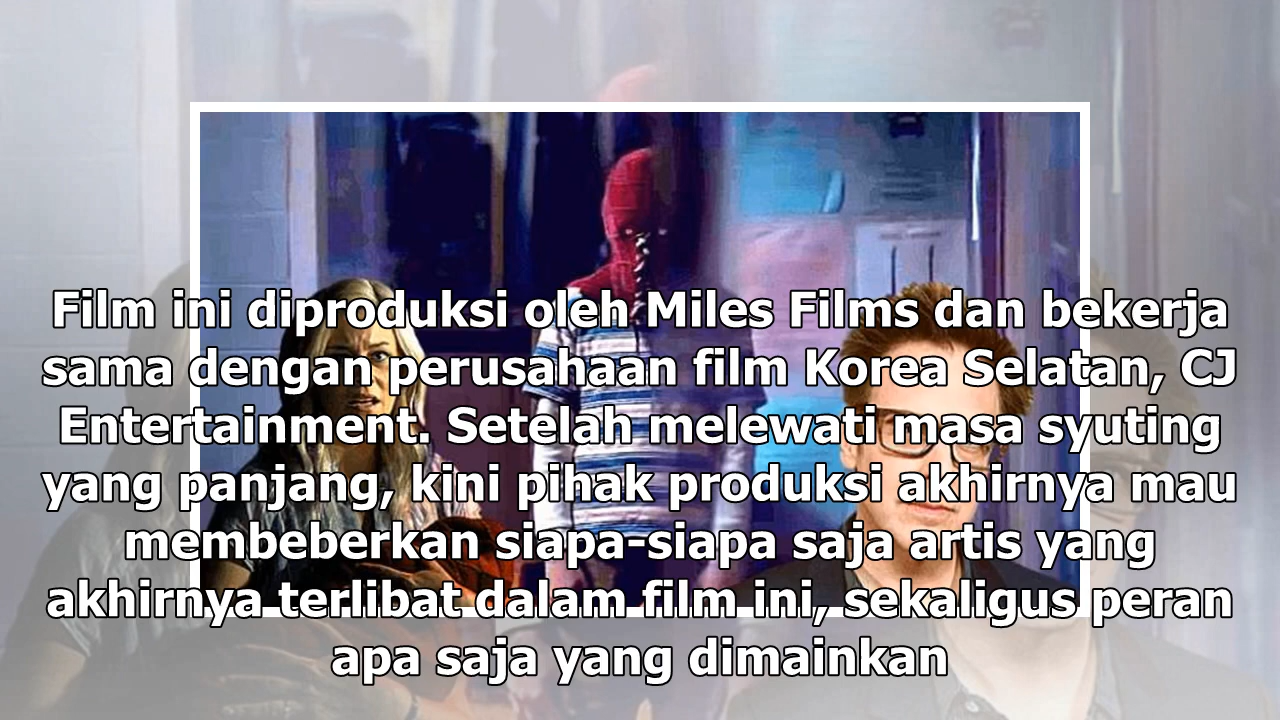 Film ini diproduksi oleh Miles Films dan bekerja
sama dengan perusahaan film Korea Selatan, CJ
Entertainment. Setelah melewati masa syuting
yang panjang, kini pihak produksi akhirnya mau
membeberkan siapa-siapa saja artis yang
akhirnya terlibat dalam film ini, sekaligus peran
apa saja yang dimainkan